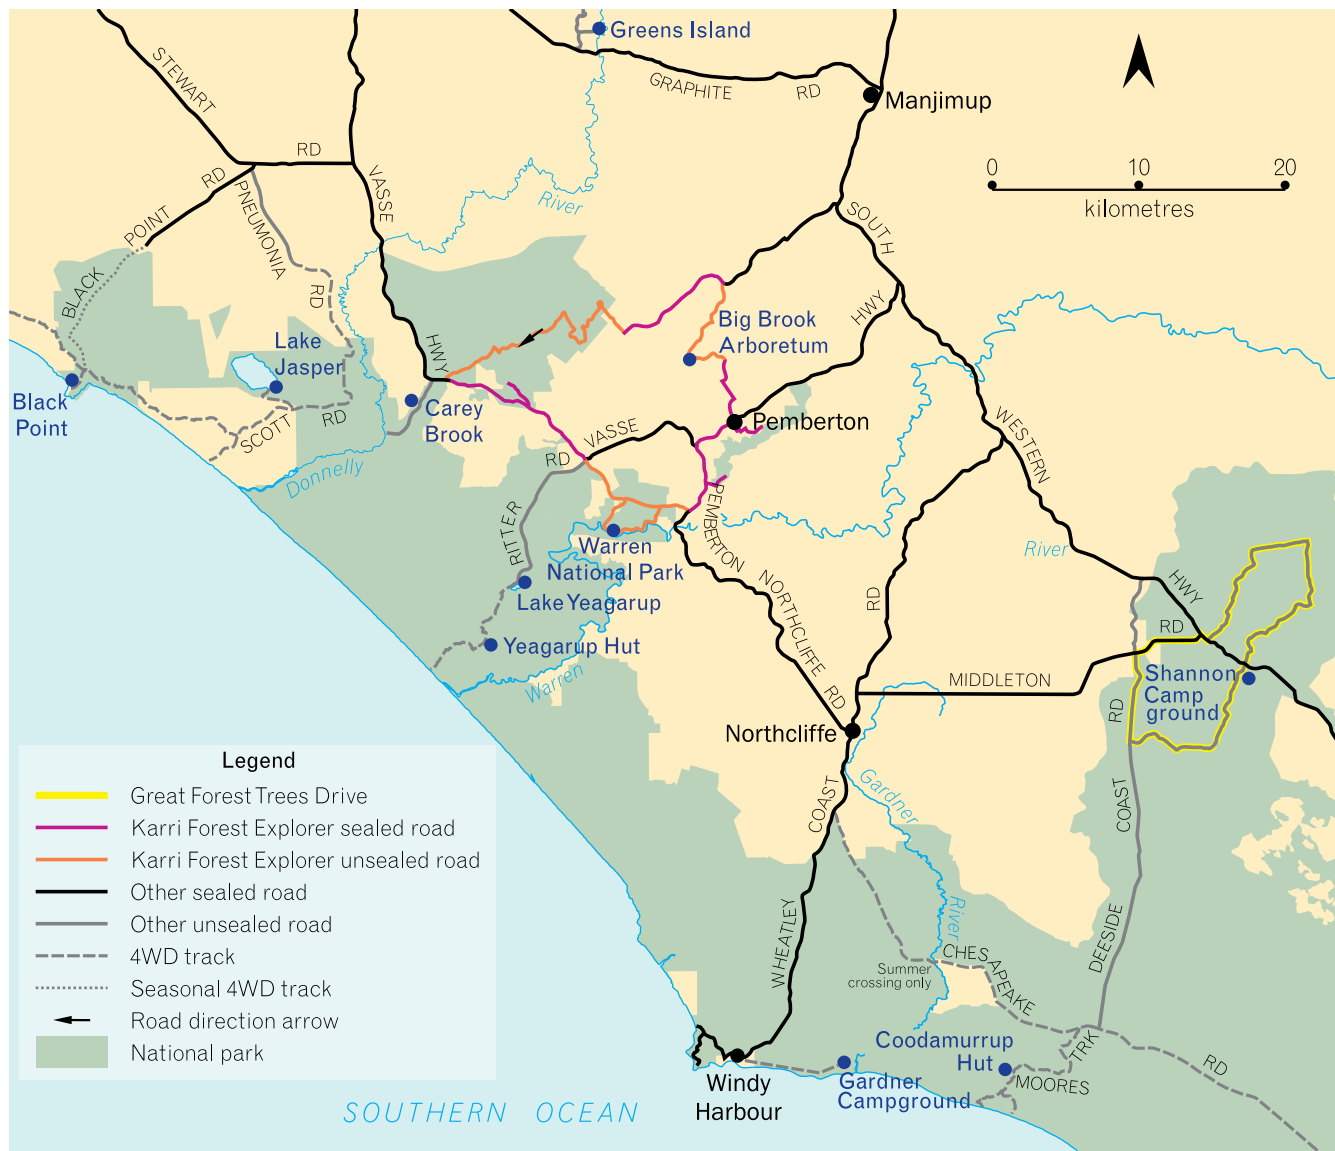 Greens Island
STEWART
GRAPHITE
RD
Manjimup
RD
0
10
20
kilometres
VASSE
RD
PNEUMONIA
POINT
River
SOUTH
BLACK
RD
HWY
Big Brook
Arboretum
Lake
Jasper
HWY
Black
Point
Carey
Brook
SCOTT
RD
VASSE
Pemberton
WESTERN
RD
Donnelly
PEMBERTON
RITTER
Warren
National Park
River
Lake Yeagarup
NORTHCLIFFE
RD
HWY
RD
Yeagarup Hut
Warren
RD
MIDDLETON
Shannon
Camp
ground
RD
Northcliffe
Legend
Great Forest Trees Drive
Karri Forest Explorer sealed road
Karri Forest Explorer unsealed road
Other sealed road
Other unsealed road
4WD track
Seasonal 4WD track
Road direction arrow
National park
COAST
Gardner
COAST
River
WHEATLEY
DEESIDE
CHESAPEAKE
Summer
crossing only
Coodamurrup
Hut
TRK
RD
MOORES
Windy
Harbour
Gardner
Campground
SOUTHERN OCEAN